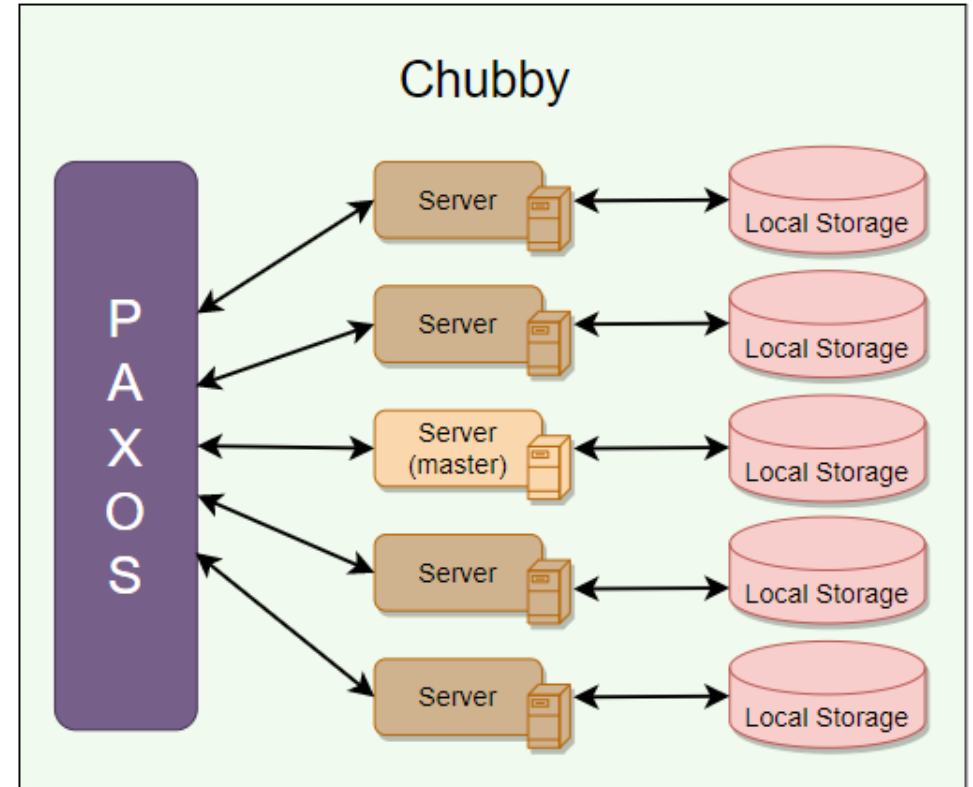 Chubby
P
A
X
O
S
Server
Local Storage
Server
Local Storage
Server
(master)
Local Storage
Server
Local Storage
Server
Local Storage